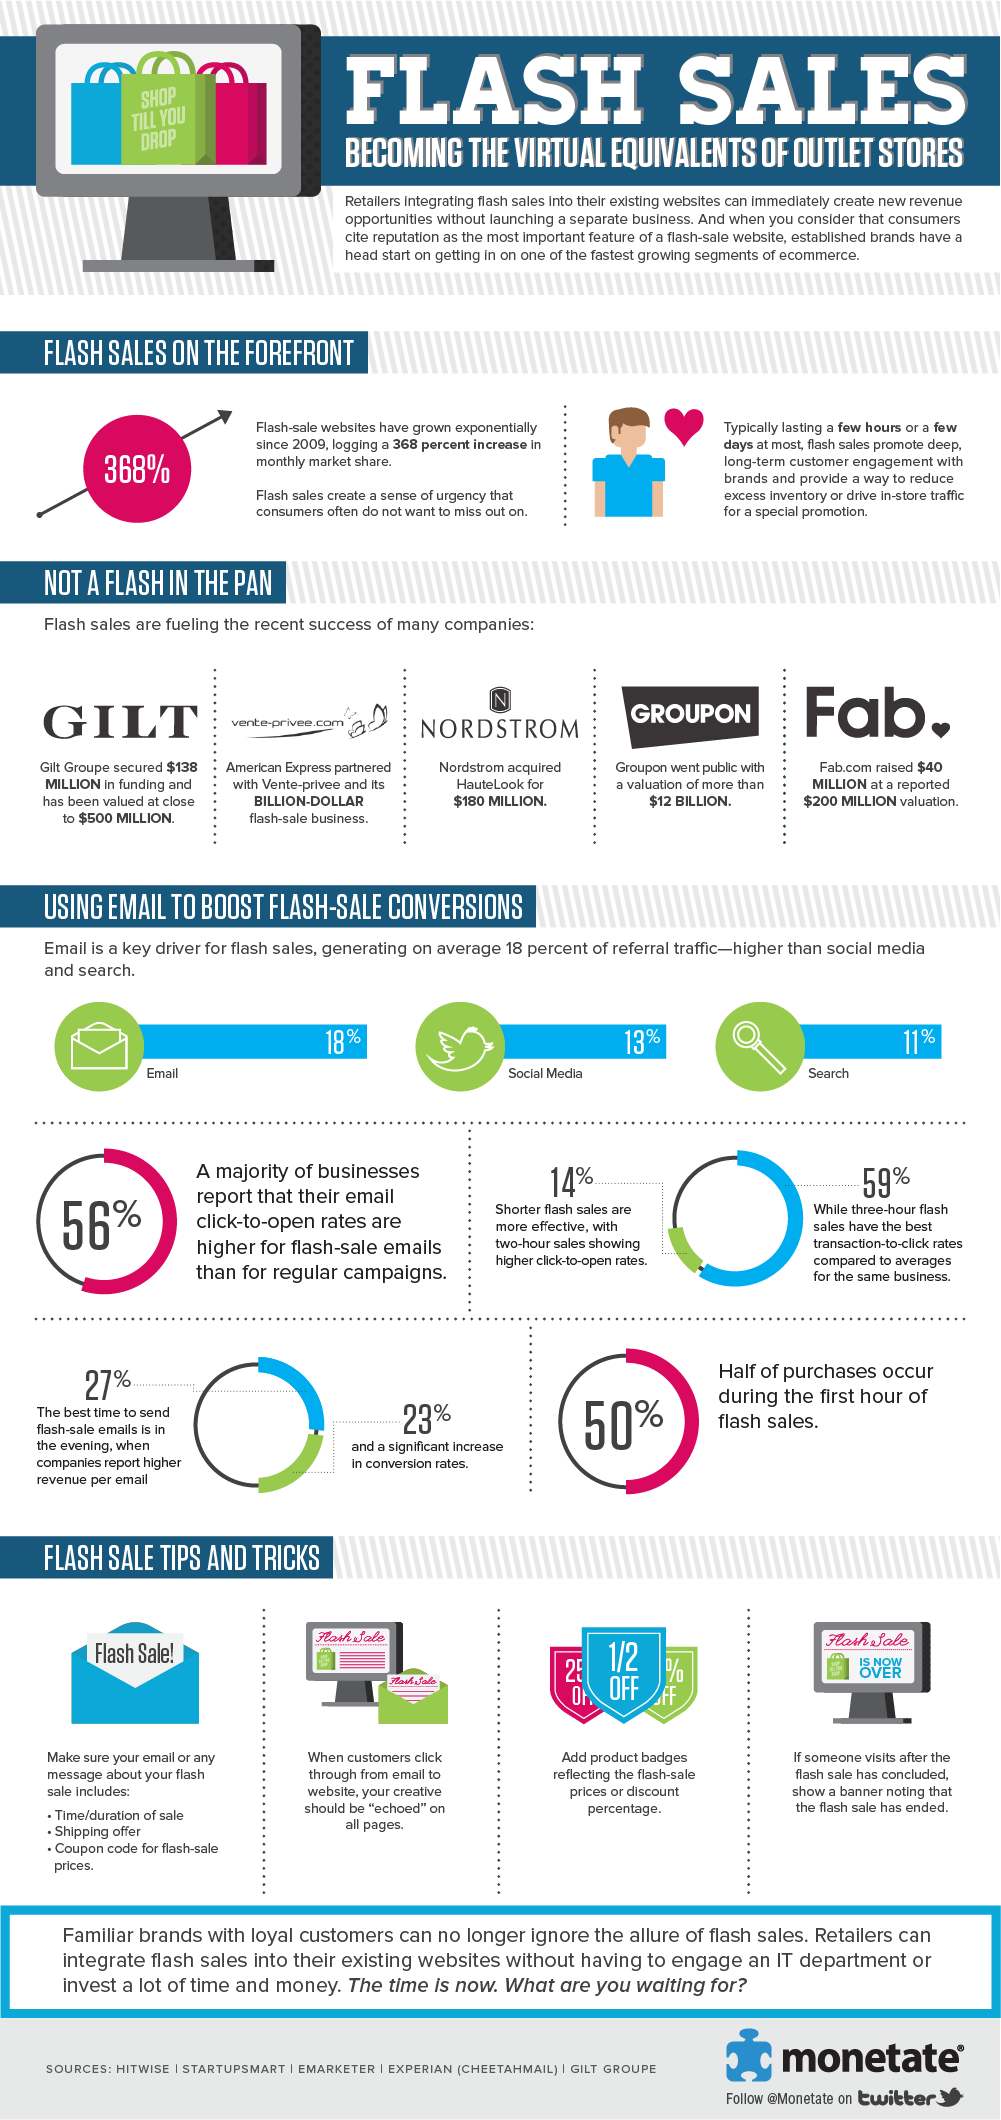 SHOP
TILL YOU
DROP
FLASH SALES
BECOMING THE VIRTUAL EQUIVALENTS OF OUTLET STORES
Retailers integrating flash sales into their existing websites can immediately create new revenue
opportunities without launching a separate business. And when you consider that consumers
cite reputation as the most important feature of a flash-sale website, established brands have a
head start on getting in on one of the fastest growing segments of ecommerce.
FLASH SALES ON THE FOREFRONT
368%
Flash-sale websites have grown exponentially
since 2009, logging a 368 percent increase in
monthly market share.
Flash sales create a sense of urgency that
consumers often do not want to miss out on.
Typically lasting a few hours or a few
days at most, flash sales promote deep,
long-term customer engagement with
brands and provide a way to reduce
excess inventory or drive in-store traffic
for a special promotion.
NOT A FLASH IN THE PAN
Flash sales are fueling the recent success of many companies:
GILT
Gilt Groupe secured $138
MILLION in funding and
has been valued at close
to $500 MILLION.
vente-privee.com
American Express partnered
with Vente-privee and its
BILLION-DOLLAR
flash-sale business.
N
NORDSTROM
Nordstrom acquired
HauteLook for
$180 MILLION.
GROUPON
Groupon went public with
a valuation of more than
$12 BILLION.
Fab.
Fab.com raised $40
MILLION at a reported
$200 MILLION valuation.
USING EMAIL TO BOOST FLASH-SALE CONVERSIONS
Email is a key driver for flash sales, generating on average 18 percent of referral traffic—higher than social media
and search.
18%
Email
13%
Social Media
11%
Search
56%
A majority of businesses
report that their email
click-to-open rates are
higher for flash-sale emails
than for regular campaigns.
14%
Shorter flash sales are
more effective, with
two-hour sales showing
higher click-to-open rates.
59%
While three-hour flash
sales have the best
transaction-to-click rates
compared to averages
for the same business.
27%
The best time to send
flash-sale emails is in
the evening, when
companies report higher
revenue per email
23%
and a significant increase
in conversion rates.
50%
Half of purchases occur
during the first hour of
flash sales.
FLASH SALE TIPS AND TRICKS
Flash Sale!
Make sure your email or any
message about your flash
sale includes:
• Time/duration of sale
• Shipping offer
• Coupon code for flash-sale
prices.
Flash Sale
Flash Sale
When customers click
through from email to
website, your creative
should be “echoed” on
all pages.
25
OF
1/2
OFF
%
FF
Add product badges
reflecting the flash-sale
prices or discount
percentage.
Flash Sale
IS NOW
OVER
If someone visits after the
flash sale has concluded,
show a banner noting that
the flash sale has ended.
Familiar brands with loyal customers can no longer ignore the allure of flash sales. Retailers can
integrate flash sales into their existing websites without having to engage an IT department or
invest a lot of time and money. The time is now. What are you waiting for?
SOURCES: HITWISE | STARTUPSMART | EMARKETER | EXPERIAN (CHEETAHMAIL) | GILT GROUPE
monetate®
Follow @Monetate on twitter